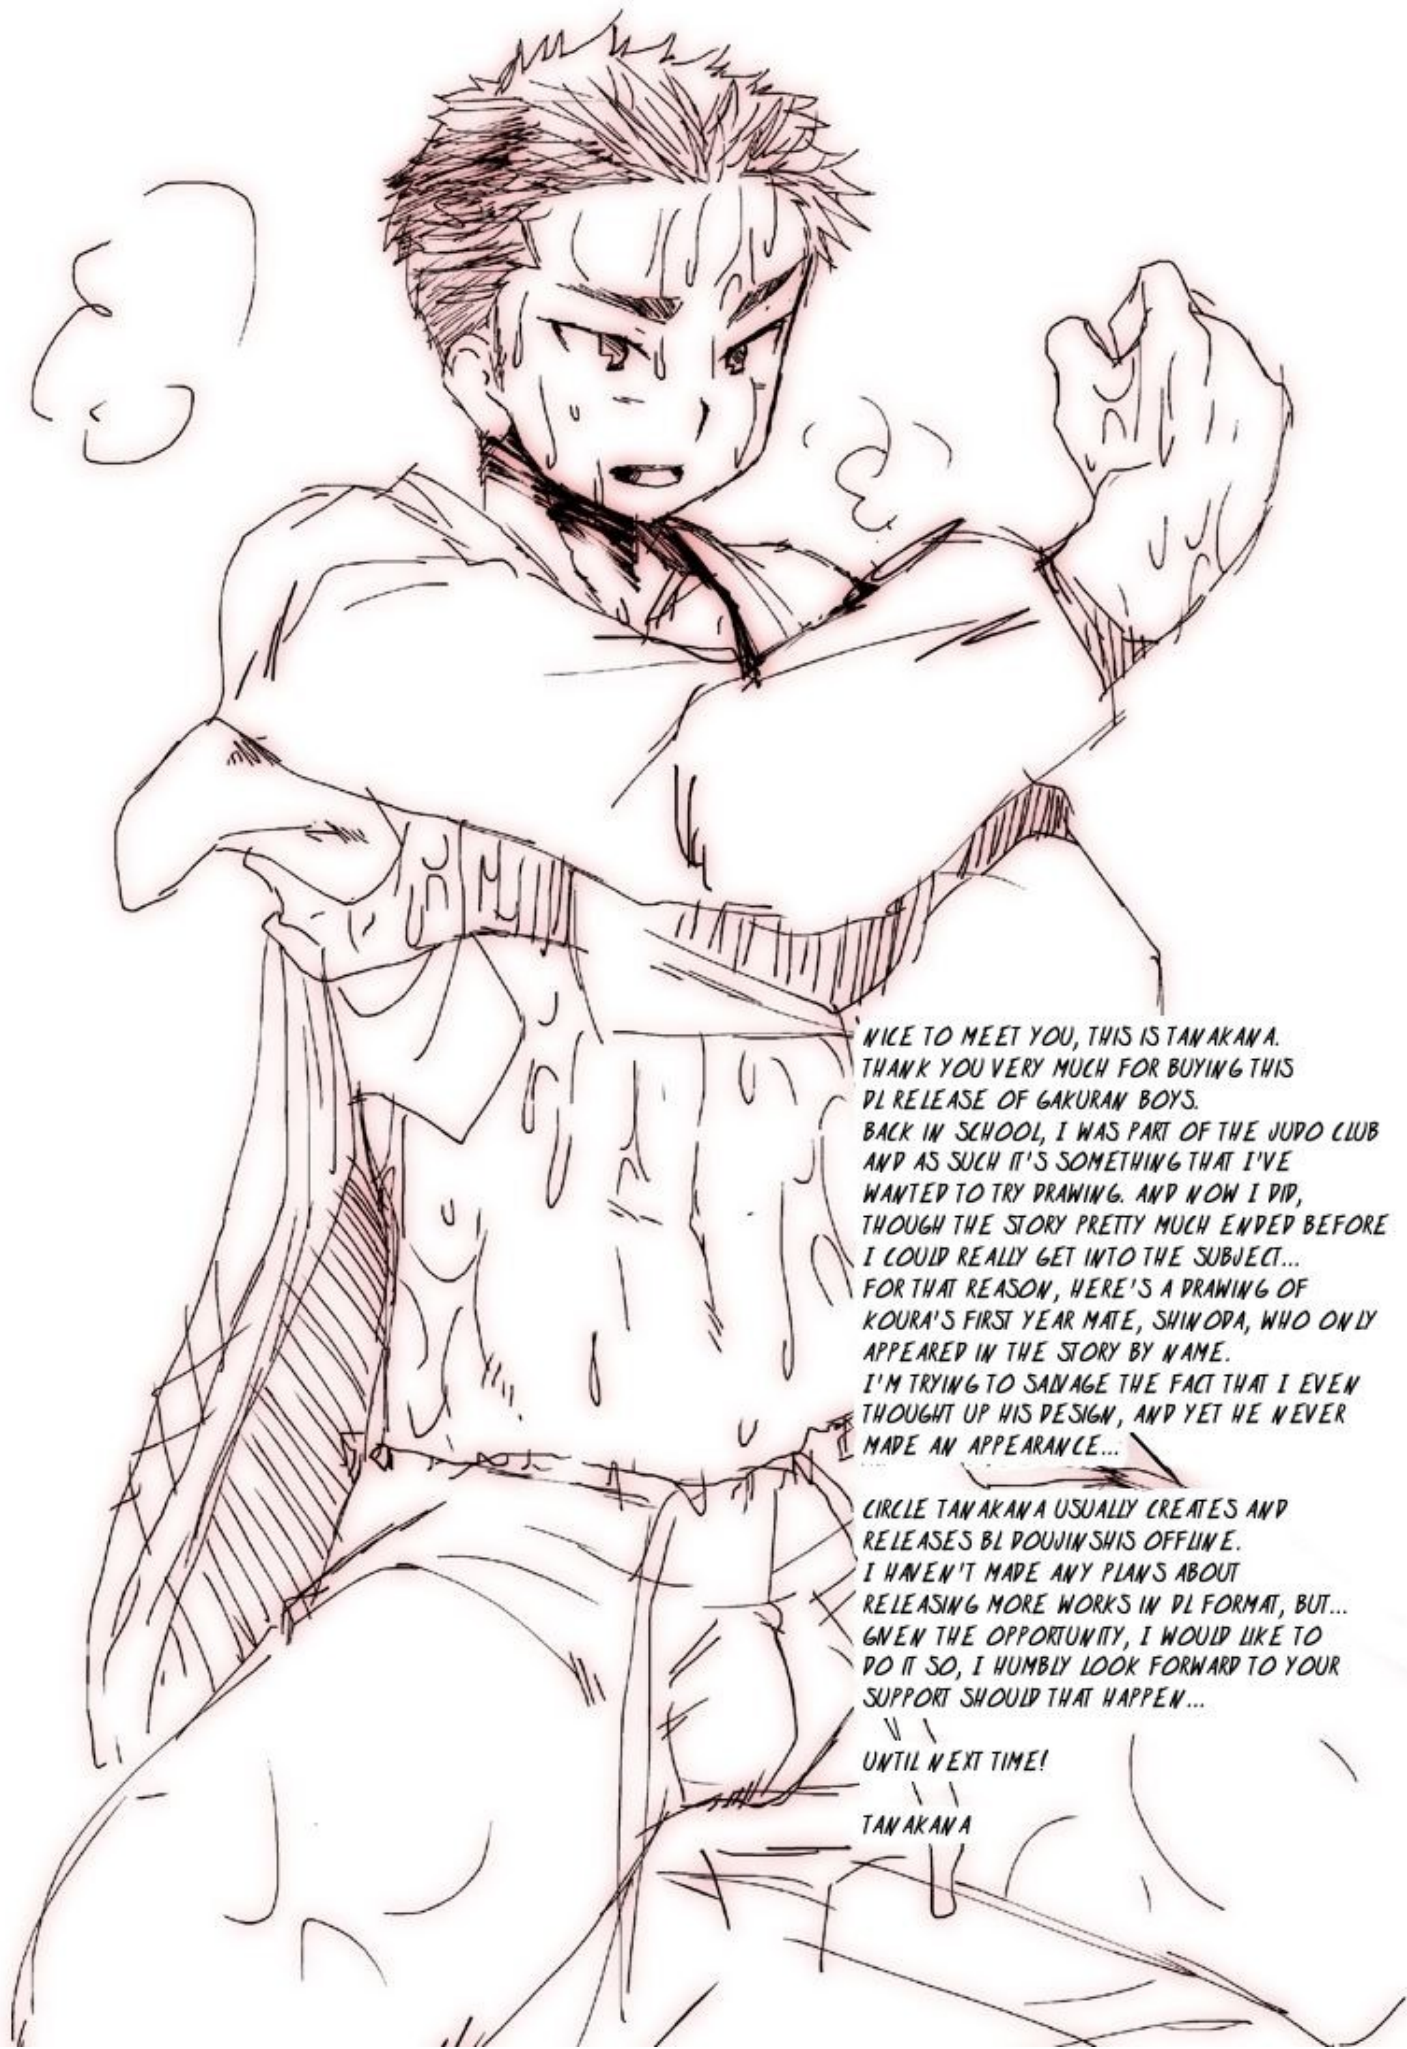 NICE TO MEET YOU, THIS IS TANAKANA.
THANK YOU VERY MUCH FOR BUYING THIS
DL RELEASE OF GAKURAN BOYS.
BACK IN SCHOOL, I WAS PART OF THE JUDO CLUB
AND AS SUCH IT'S SOMETHING THAT I'VE
WANTED TO TRY DRAWING. AND NOW I DID,
THOUGH THE STORY PRETTY MUCH ENDED BEFORE
I COULD REALLY GET INTO THE SUBJECT...
FOR THAT REASON, HERE'S A DRAWING OF
KOURA'S FIRST YEAR MATE, SHINODA, WHO ONLY
APPEARED IN THE STORY BY NAME.
I'M TRYING TO SALVAGE THE FACT THAT I EVEN
THOUGHT UP HIS DESIGN, AND YET HE NEVER
MADE AN APPEARANCE...
CIRCLE TANAKANA USUALLY CREATES AND
RELEASES BL DOUJINSHIS OFFLINE.
I HAVEN'T MADE ANY PLANS ABOUT
RELEASING MORE WORKS IN DL FORMAT, BUT...
GIVEN THE OPPORTUNITY, I WOULD LIKE TO
DO IT SO, I HUMBLY LOOK FORWARD TO YOUR
SUPPORT SHOULD THAT HAPPEN...
UNTIL NEXT TIME!
TANAKANA